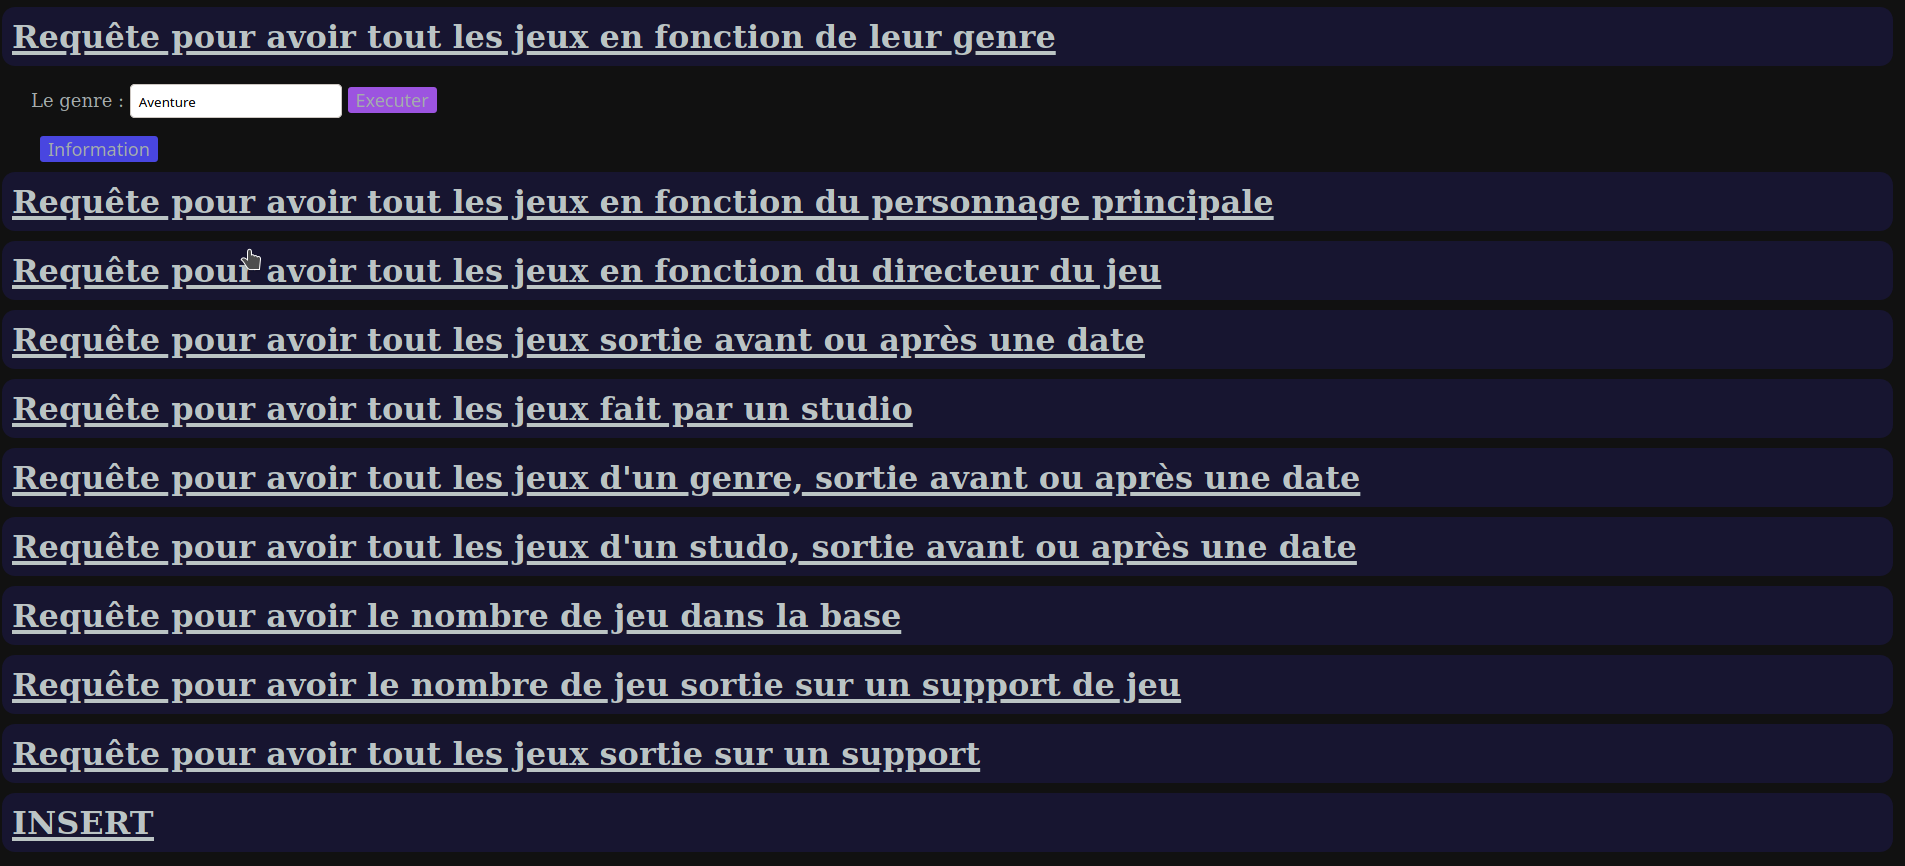 Requête pour avoir tout les jeux en fonction de leur genre
Le genre : Aventure Executer
Information
Requête pour avoir tout les jeux en fonction du personnage principale
Requête pour avoir tout les jeux en fonction du directeur du jeu
Requête pour avoir tout les jeux sortie avant ou après une date
Requête pour avoir tout les jeux fait par un studio
Requête pour avoir tout les jeux d'un genre, sortie avant ou après une date
Requête pour avoir tout les jeux d'un studo, sortie avant ou après une date
Requête pour avoir le nombre de jeu dans la base
Requête pour avoir le nombre de jeu sortie sur un support de jeu
Requête pour avoir tout les jeux sortie sur un support
INSERT